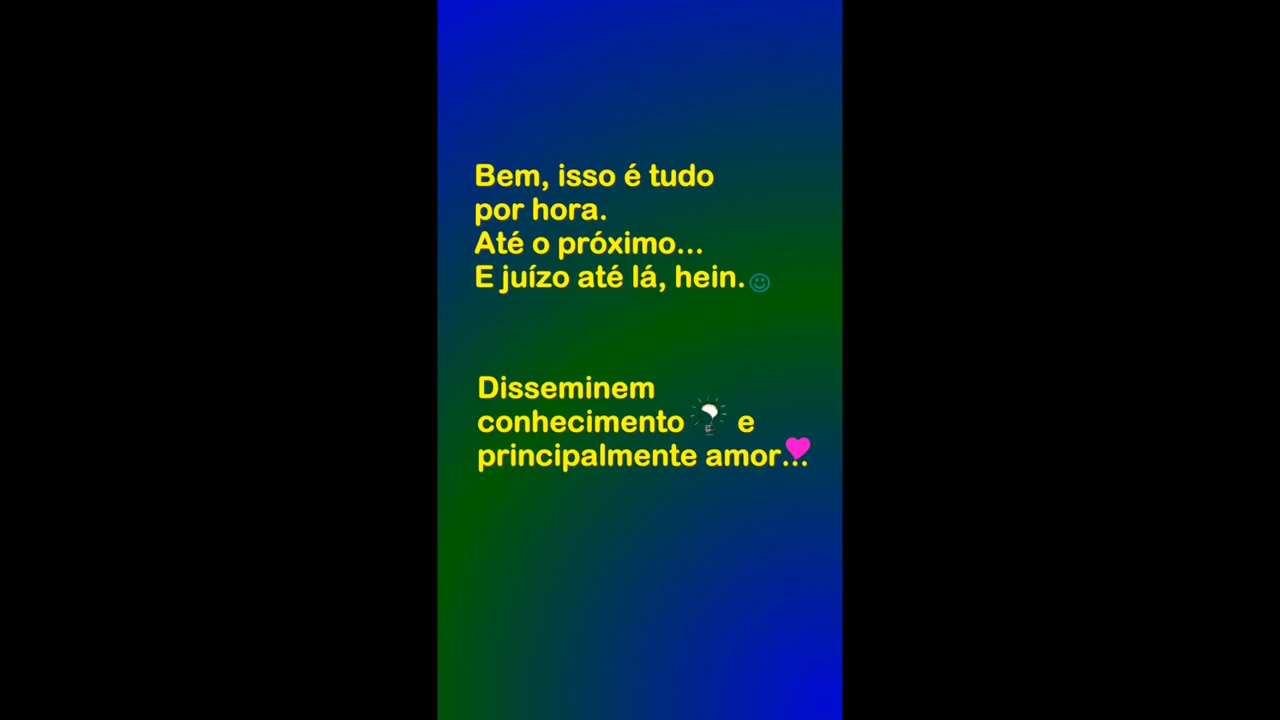 Bem, isso é tudo
por hora.
Até o próximo...
E juízo até lá, hein.
Disseminem
conhecimento e
principalmente amor...